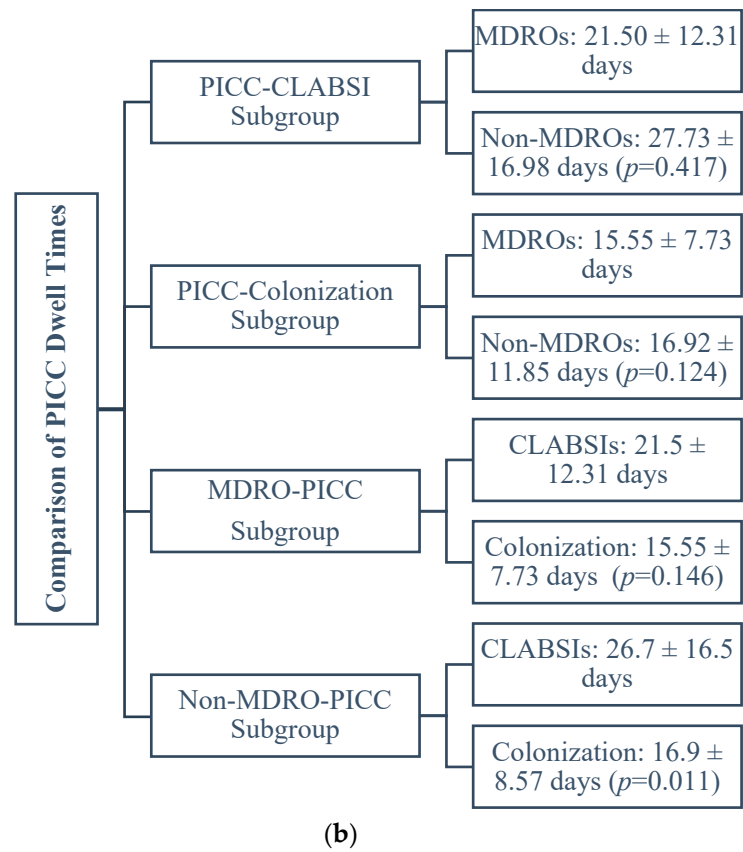 Comparison of PICC Dwell Times
PICC-CLABSI
Subgroup
MDROs: 21.50 ± 12.31
days
Non-MDROs: 27.73 ±
16.98 days (p=0.417)
PICC-Colonization
Subgroup
MDROs: 15.55 ± 7.73
days
Non-MDROs: 16.92 ±
11.85 days (p=0.124)
MDRO-PICC
Subgroup
CLABSIs: 21.5 ±
12.31 days
Colonization: 15.55 ±
7.73 days (p=0.146)
Non-MDRO-PICC
Subgroup
CLABSIs: 26.7 ± 16.5
days
Colonization: 16.9 ±
8.57 days (p=0.011)
(b)